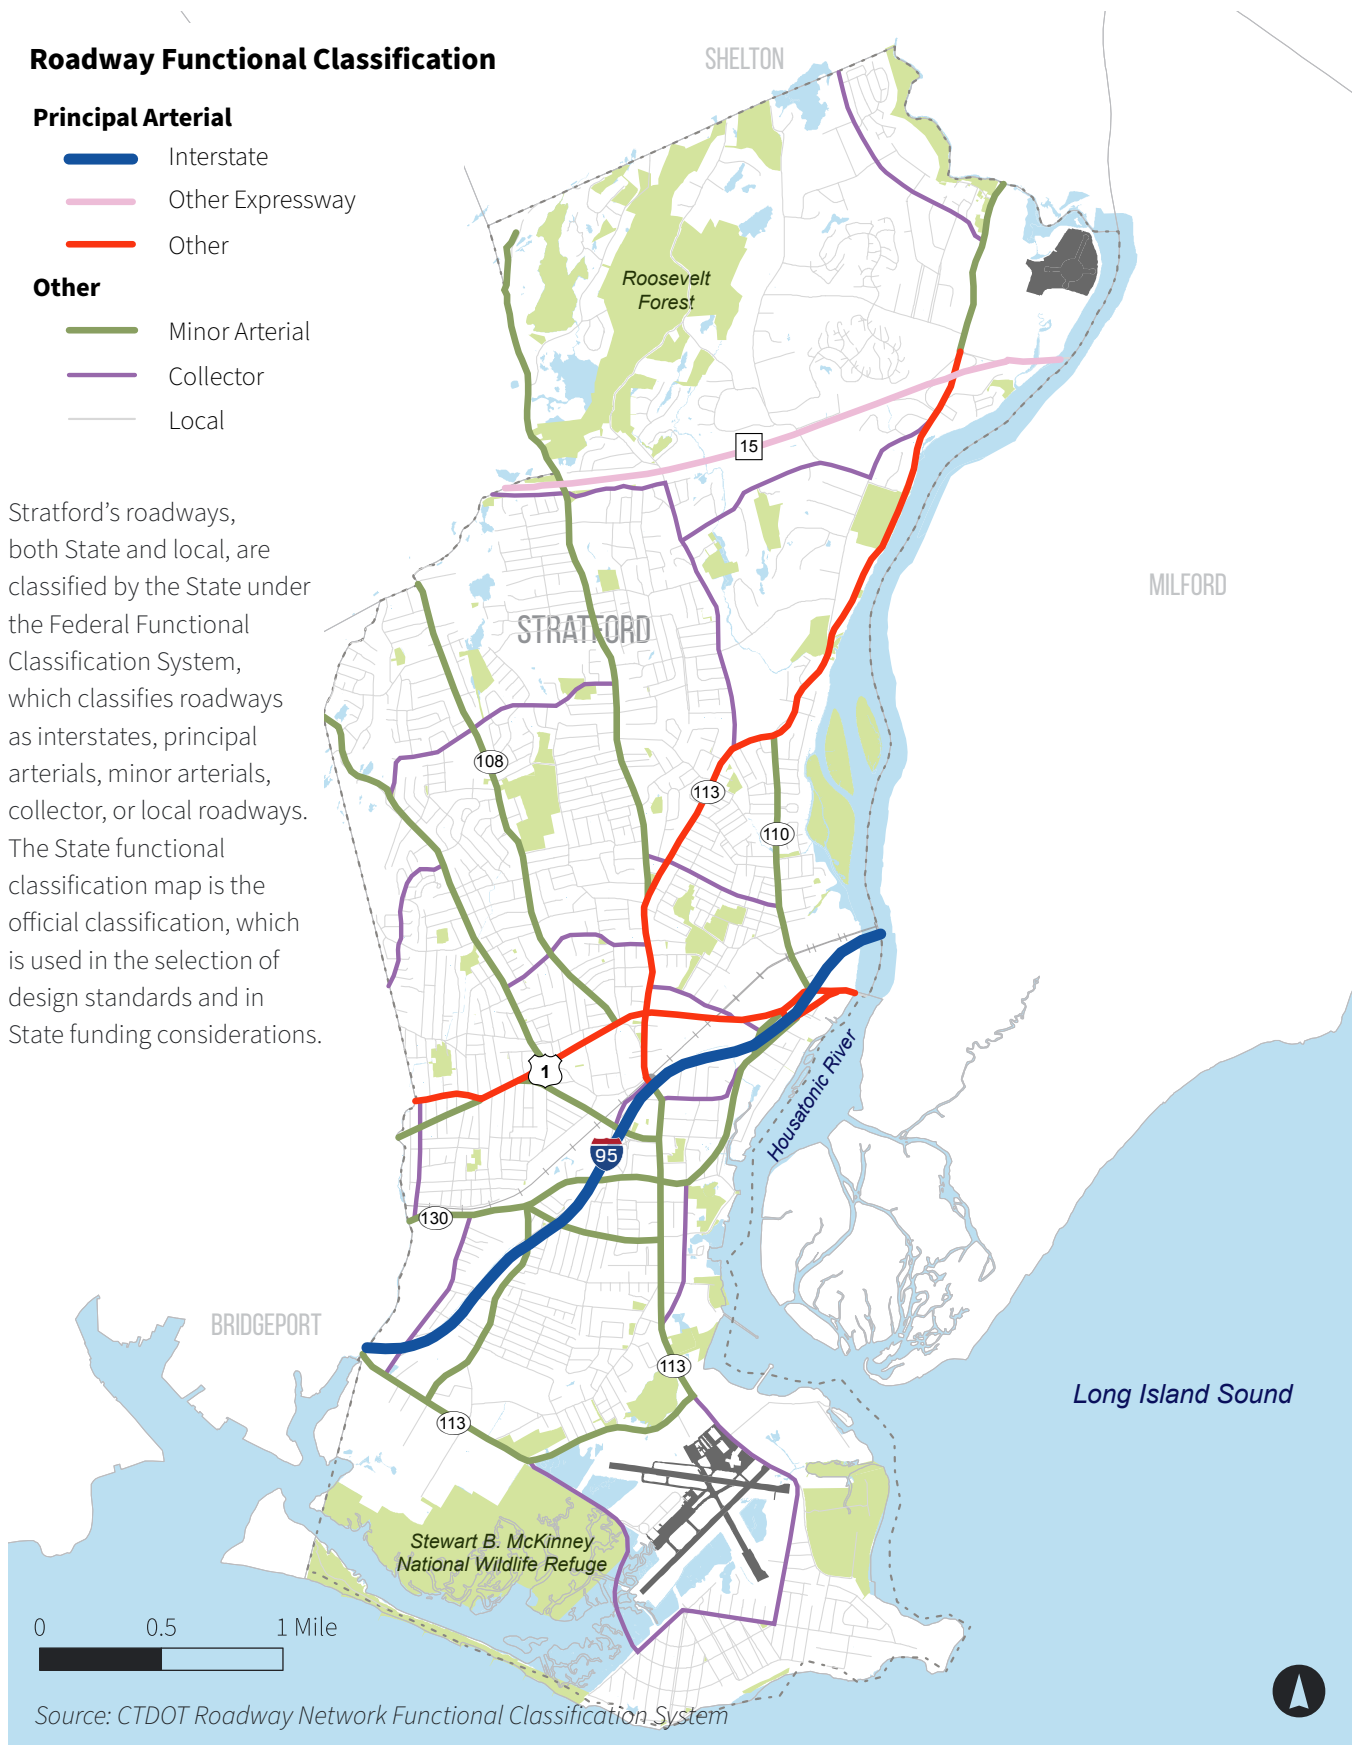 Roadway Functional Classification
Principal Arterial
Interstate
Other Expressway
Other
Other
Minor Arterial
Collector
Local
Stratford’s roadways,
both State and local, are
classified by the State under
the Federal Functional
Classification System,
which classifies roadways
as interstates, principal
arterials, minor arterials,
collector, or local roadways.
The State functional
classification map is the
official classification, which
is used in the selection of
design standards and in
State funding considerations.
SHELTON
Roosevelt
Forest
15
MILFORD
STRATFORD
108
113
110
1
Housatonic River
95
130
BRIDGEPORT
113
Long Island Sound
113
Stewart B. McKinney
National Wildlife Refuge
0 0.5 1 Mile
Source: CTDOT Roadway Network Functional Classification System